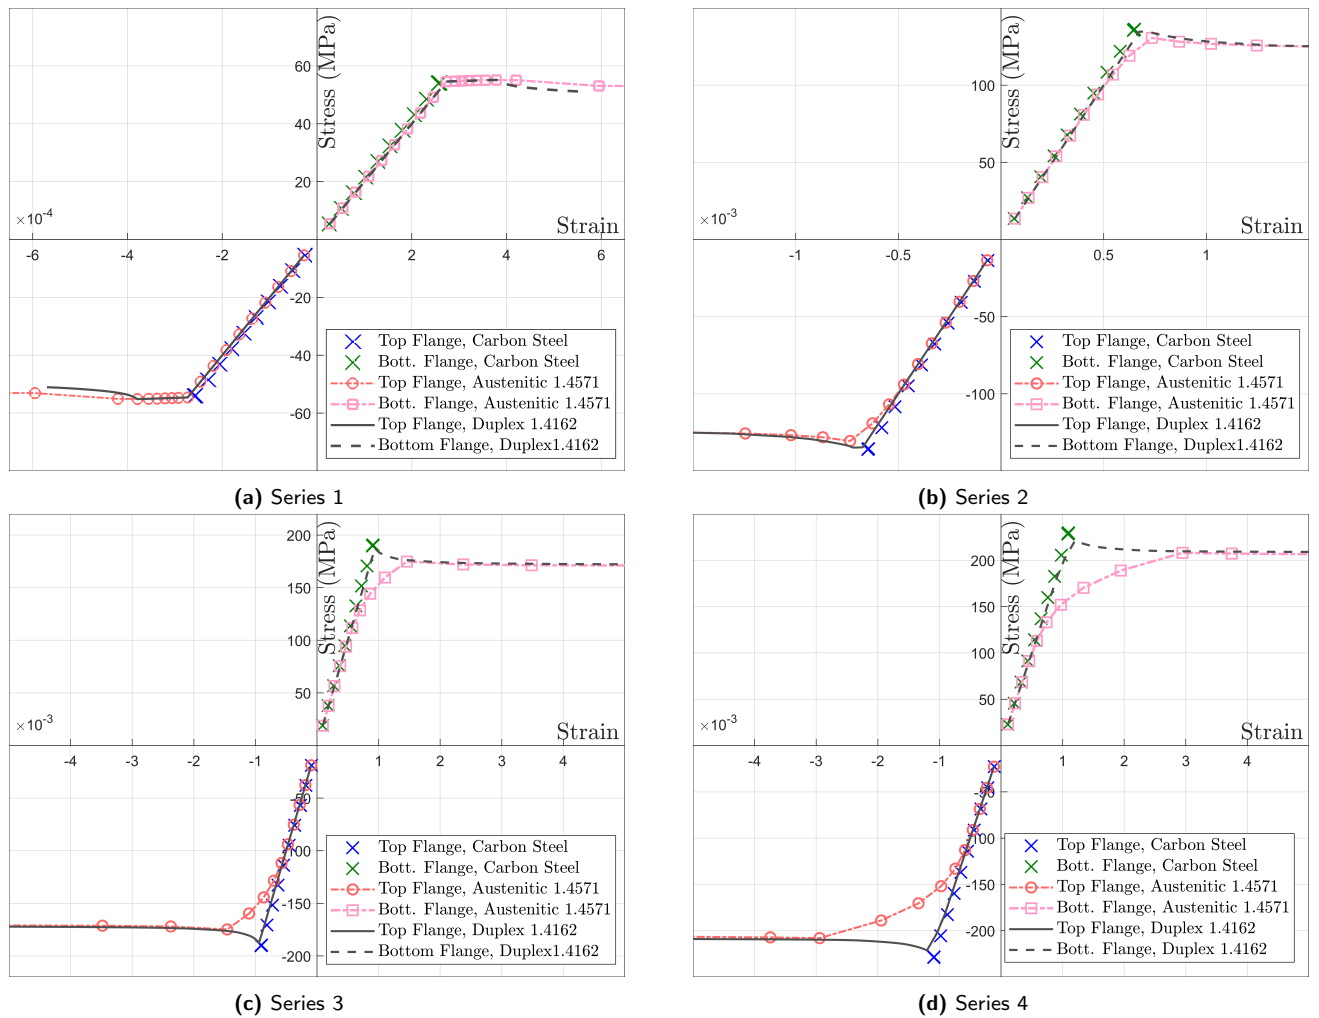 Stress (MPa)
60
40
20
×10-4
Strain
-6
-4
-2
2
4
6
-20
-40
-60
Top Flange, Carbon Steel
Bott. Flange, Carbon Steel
Top Flange, Austenitic 1.4571
Bott. Flange, Austenitic 1.4571
Top Flange, Duplex 1.4162
Bottom Flange, Duplex1.4162
(a) Series 1
Stress (MPa)
100
50
×10-3
Strain
-1
-0.5
0.5
1
-50
-100
Top Flange, Carbon Steel
Bott. Flange, Carbon Steel
Top Flange, Austenitic 1.4571
Bott. Flange, Austenitic 1.4571
Top Flange, Duplex 1.4162
Bottom Flange, Duplex1.4162
(b) Series 2
Stress (MPa)
200
150
100
50
×10-3
Strain
-4
-3
-2
-1
1
2
3
4
-50
-100
-150
-200
Top Flange, Carbon Steel
Bott. Flange, Carbon Steel
Top Flange, Austenitic 1.4571
Bott. Flange, Austenitic 1.4571
Top Flange, Duplex 1.4162
Bottom Flange, Duplex1.4162
(c) Series 3
Stress (MPa)
200
150
100
50
×10-3
Strain
-4
-3
-2
-1
1
2
3
4
-50
-100
-150
-200
Top Flange, Carbon Steel
Bott. Flange, Carbon Steel
Top Flange, Austenitic 1.4571
Bott. Flange, Austenitic 1.4571
Top Flange, Duplex 1.4162
Bott. Flange, Duplex 1.4162
(d) Series 4